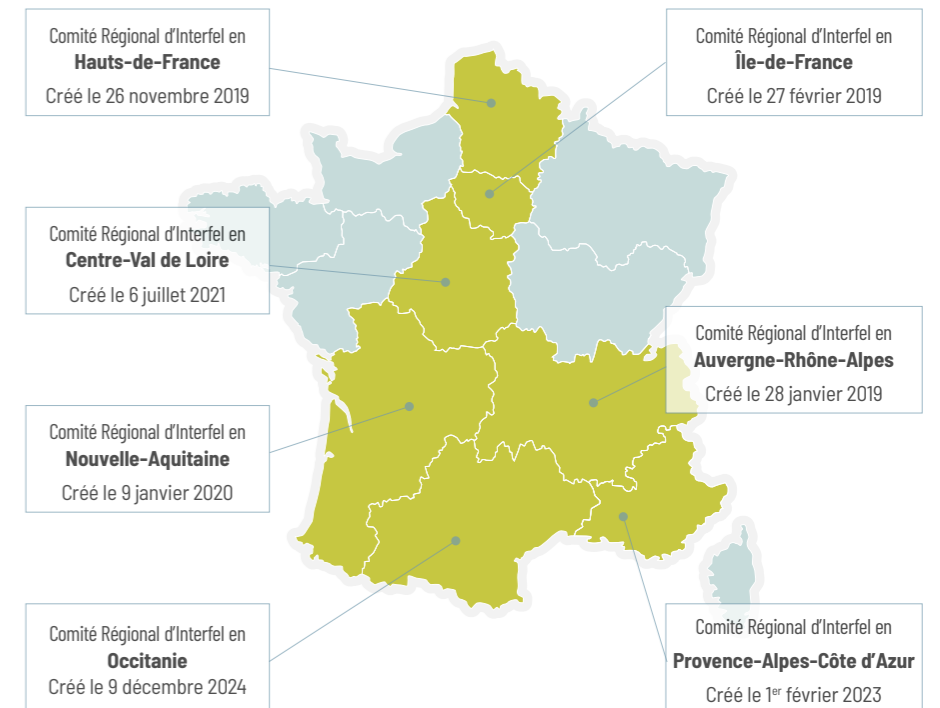 Comité Régional d'Interfel en
Hauts-de-France
Créé le 26 novembre 2019
Comité Régional d'Interfel en
Île-de-France
Créé le 27 février 2019
Comité Régional d'Interfel en
Centre-Val de Loire
Créé le 6 juillet 2021
Comité Régional d'Interfel en
Auvergne-Rhône-Alpes
Créé le 28 janvier 2019
Comité Régional d'Interfel en
Nouvelle-Aquitaine
Créé le 9 janvier 2020
Comité Régional d'Interfel en
Occitanie
Créé le 9 décembre 2024
Comité Régional d'Interfel en
Provence-Alpes-Côte d'Azur
Créé le 1er février 2023